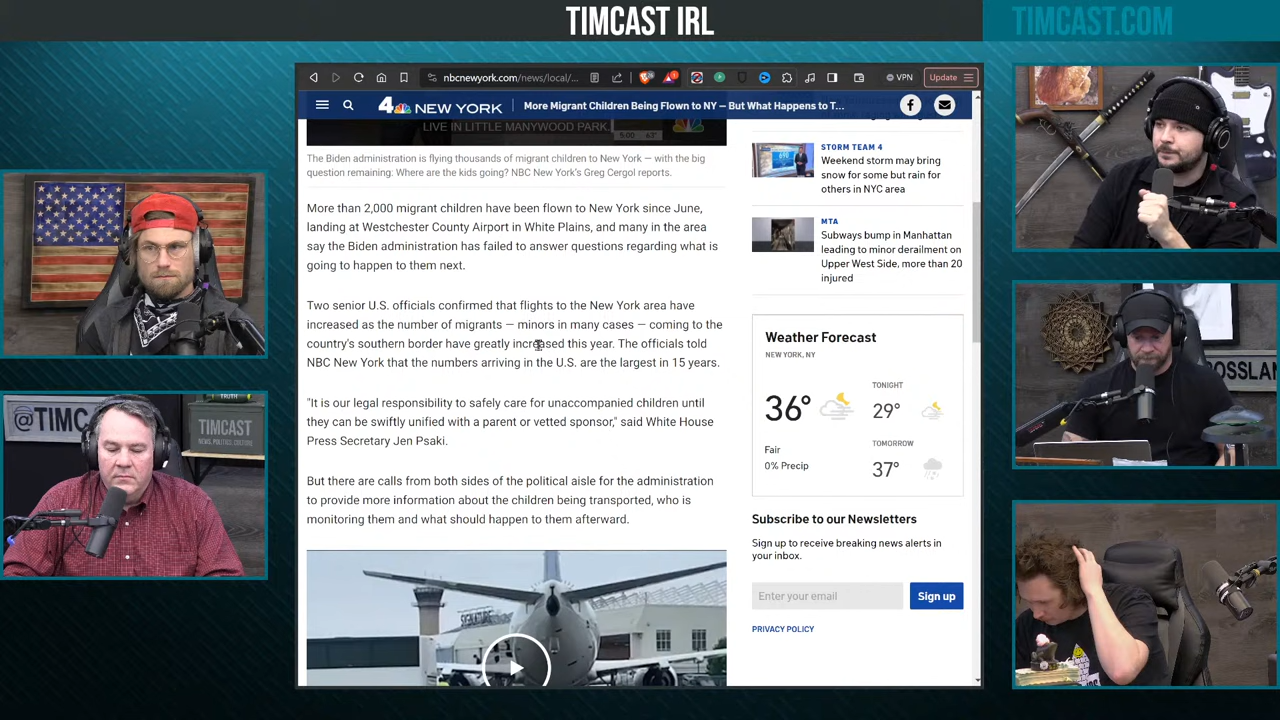 TIMCAST IRL
TIMCAST.COM
nbcnewyork.com/news/local/...
VPN
Update
4 NEW YORK
More Migrant Children Being Flown to NY — But What Happens to T...
LIVE IN LITTLE MANYWOOD PARK.
5:00 63°
The Biden administration is flying thousands of migrant children to New York — with the big
question remaining: Where are the kids going? NBC New York's Greg Cergol reports.
More than 2,000 migrant children have been flown to New York since June,
landing at Westchester County Airport in White Plains, and many in the area
say the Biden administration has failed to answer questions regarding what is
going to happen to them next.
Two senior U.S. officials confirmed that flights to the New York area have
increased as the number of migrants — minors in many cases — coming to the
country's southern border have greatly increased this year. The officials told
NBC New York that the numbers arriving in the U.S. are the largest in 15 years.
"It is our legal responsibility to safely care for unaccompanied children until
they can be swiftly unified with a parent or vetted sponsor," said White House
Press Secretary Jen Psaki.
But there are calls from both sides of the political aisle for the administration
to provide more information about the children being transported, who is
monitoring them and what should happen to them afterward.
SIGNATURE
STORM TEAM 4
Weekend storm may bring
snow for some but rain for
others in NYC area
MTA
Subways bump in Manhattan
leading to minor derailment on
Upper West Side, more than 20
injured
Weather Forecast
NEW YORK, NY
36°
Fair
0% Precip
TONIGHT
29°
TOMORROW
37°
Subscribe to our Newsletters
Sign up to receive breaking news alerts in
your inbox.
Enter your email
Sign up
PRIVACY POLICY
@TIMCAST
TRUTH
TIMCAST
NEWS, POLITICS, CULTURE
TIMCAST
ROSSLAN